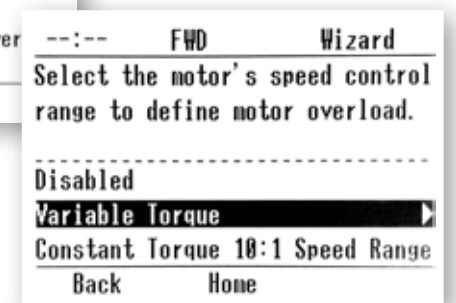 er
--:-- FWD Wizard
Select the motor's speed control
range to define motor overload.
Disabled
Variable Torque
Constant Torque 10:1 Speed Range
Back Home